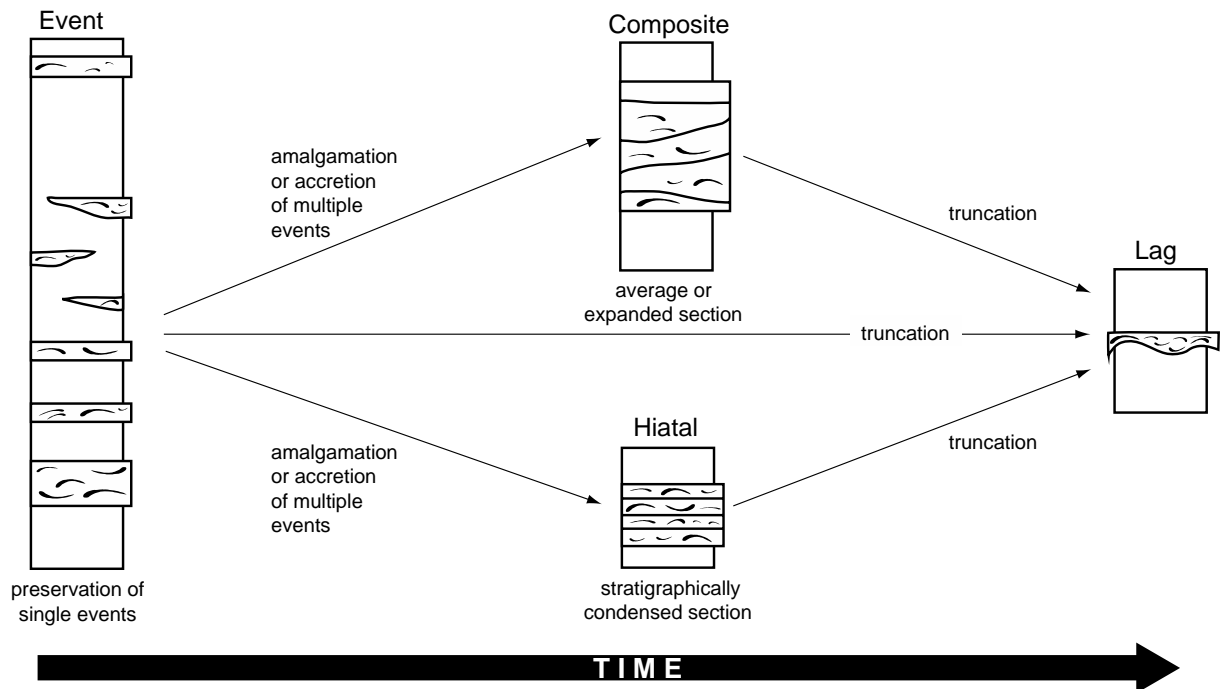 Event
Composite
amalgamation
or accretion
of multiple
events
truncation
Lag
average or
expanded section
truncation
Hiatal
amalgamation
or accretion
of multiple
events
truncation
preservation of
single events
stratigraphically
condensed section
TIME